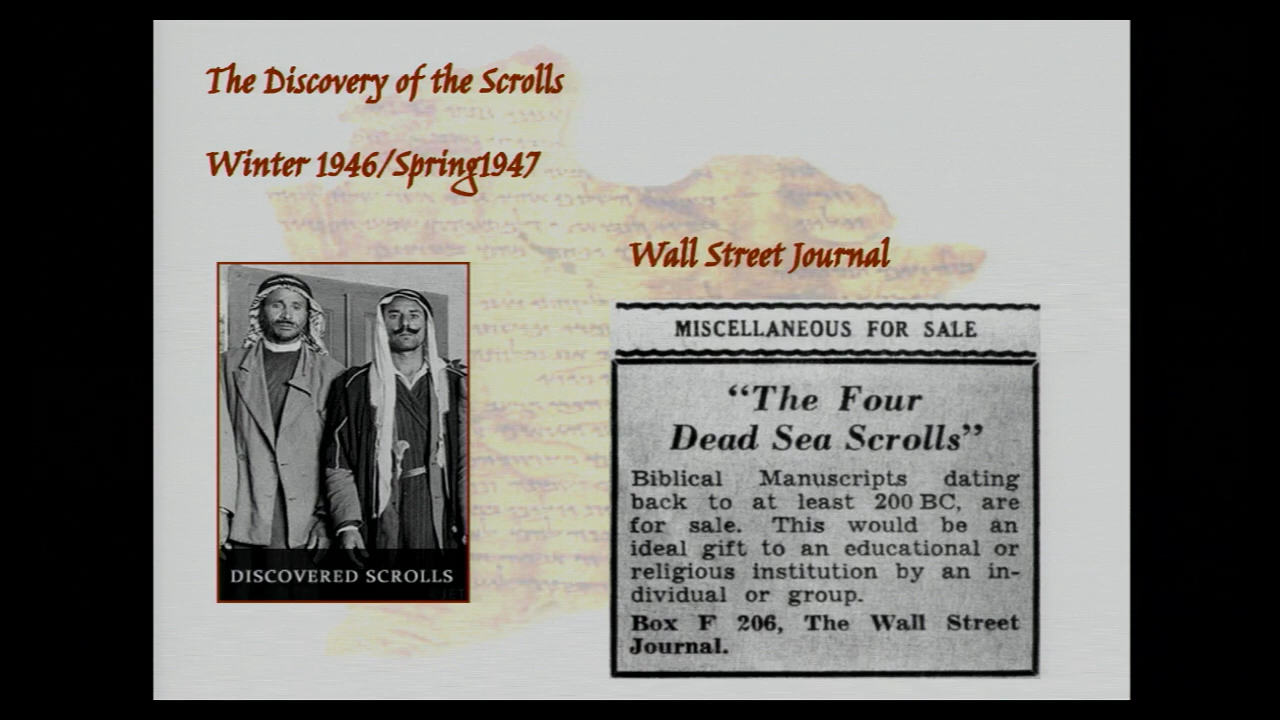 The Discovery of the Scrolls
Winter 1946/Spring1947
Wall Street Journal
DISCOVERED SCROLLS
MISCELLANEOUS FOR SALE
“The Four
Dead Sea Scrolls”
Biblical Manuscripts dating
back to at least 200 BC, are
for sale. This would be an
ideal gift to an educational or
religious institution by an in-
dividual or group.
Box F 206, The Wall Street
Journal.